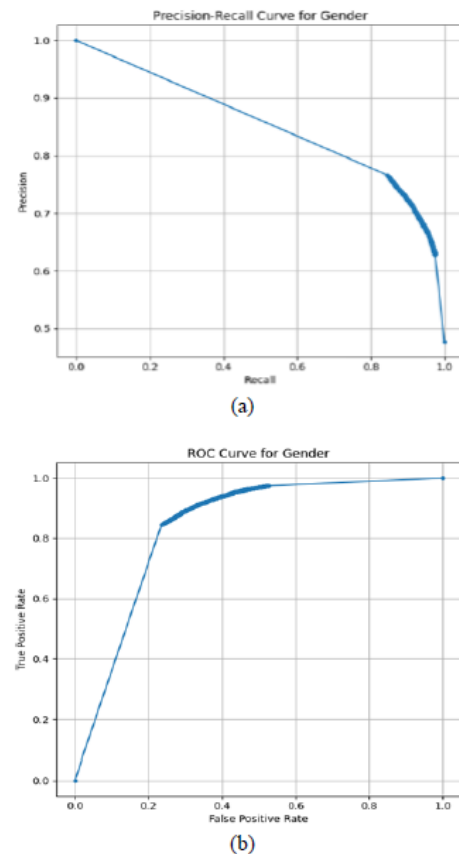 Precision-Recall Curve for Gender
1.0
0.9
0.8
0.7
0.6
0.5
Precision
0.0 0.2 0.4 0.6 0.8 1.0
Recall
(a)
ROC Curve for Gender
1.0
0.8
0.6
0.4
0.2
0.0
True Positive Rate
0.0 0.2 0.4 0.6 0.8 1.0
False Positive Rate
(b)